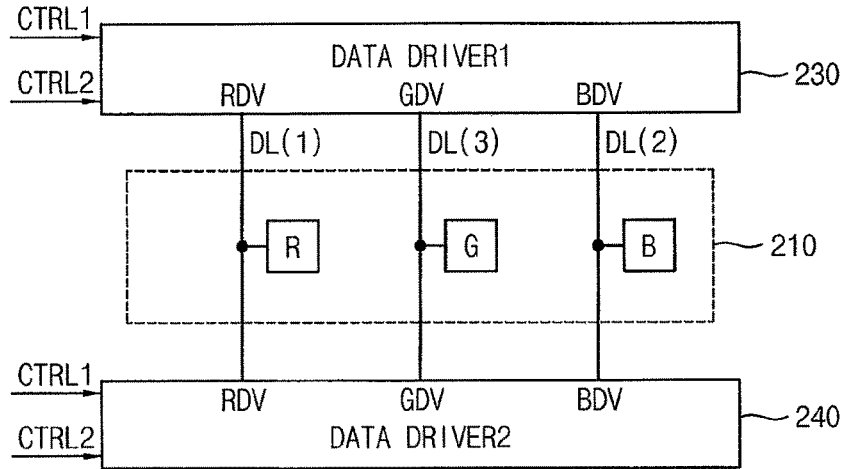 CTRL1
DATA DRIVER1
230
CTRL2
RDV GDV BDV
DL(1) DL(3) DL(2)
R G B
210
CTRL1
RDV GDV BDV
240
CTRL2
DATA DRIVER2